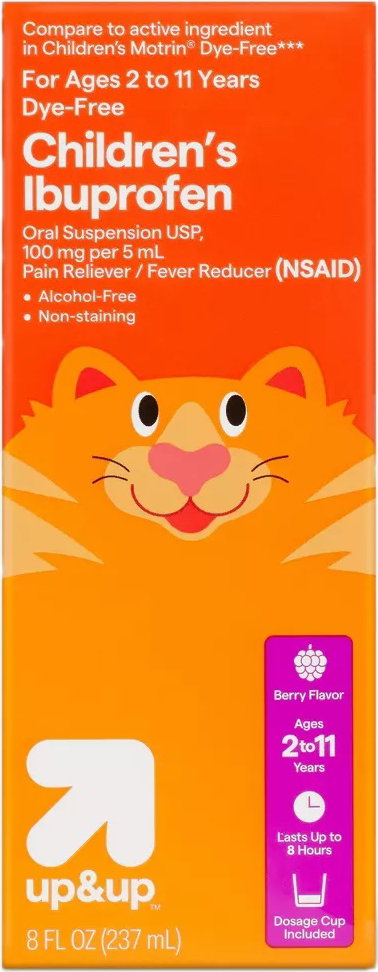 Compare to active ingredient
in Children's Motrin® Dye-Free***
For Ages 2 to 11 Years
Dye-Free
Children's
Ibuprofen
Oral Suspension USP,
100 mg per 5 mL
Pain Reliever / Fever Reducer (NSAID)
• Alcohol-Free
• Non-staining
Berry Flavor
Ages
2to11
Years
Lasts Up to
8 Hours
Dosage Cup
Included
up&up™
8 FL OZ (237 mL)